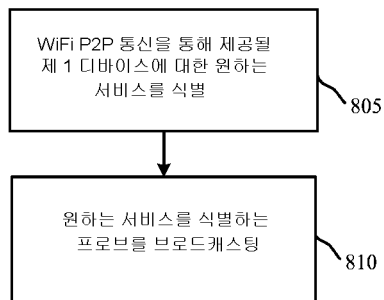 WiFi P2P 통신을 통해 제공될
제 1 디바이스에 대한 원하는
서비스를 식별
805
원하는 서비스를 식별하는
프로브를 브로드캐스팅
810